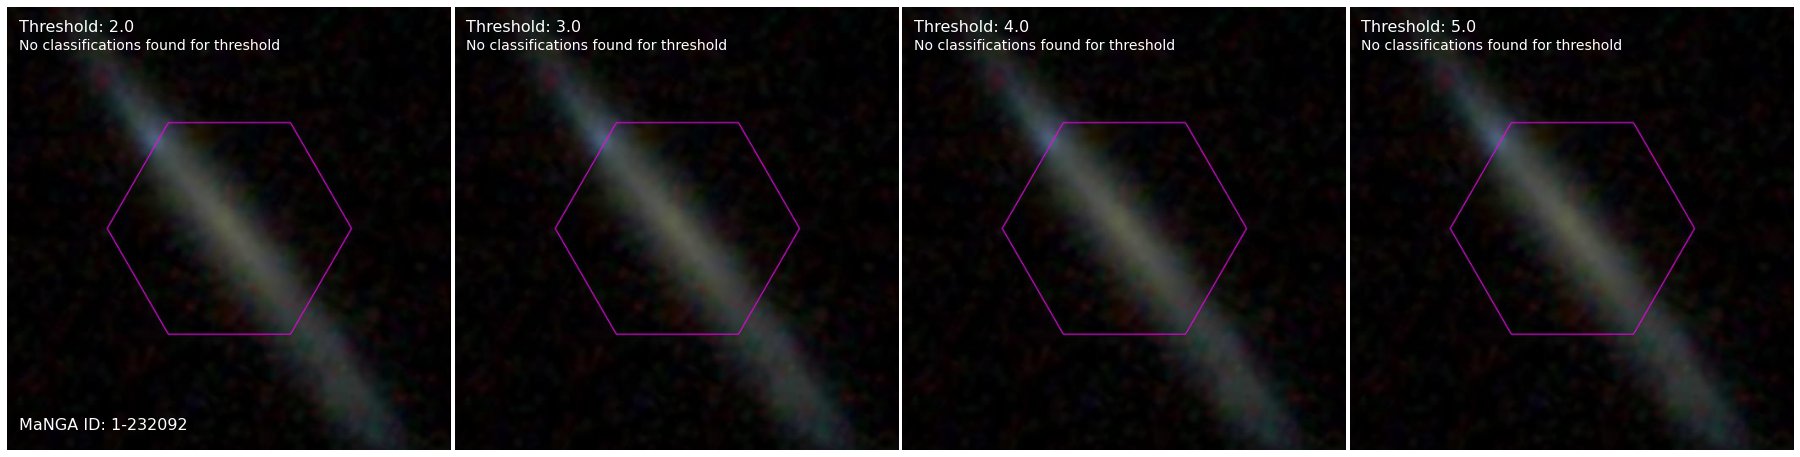 Threshold: 2.0
No classifications found for threshold
MaNGA ID: 1-232092
Threshold: 3.0
No classifications found for threshold
Threshold: 4.0
No classifications found for threshold
Threshold: 5.0
No classifications found for threshold